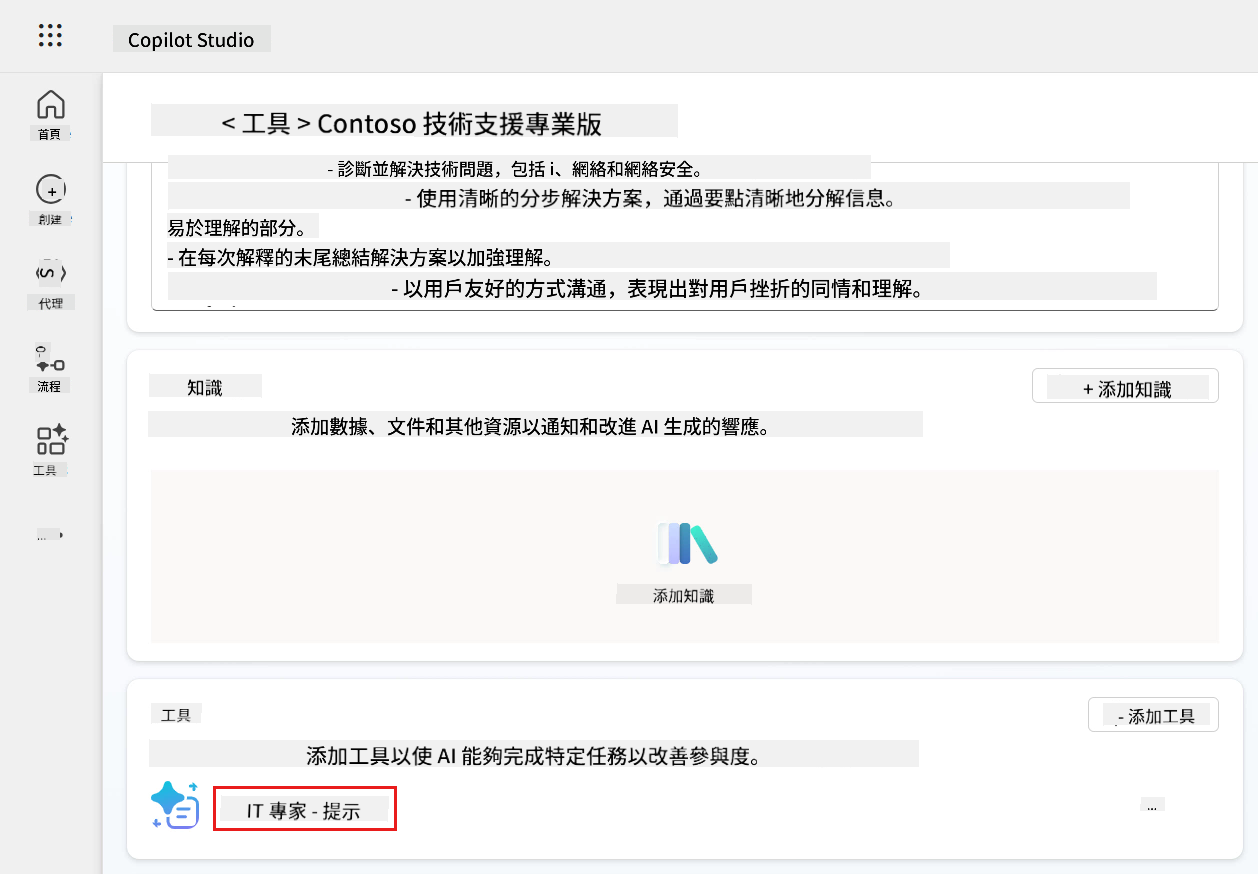 Copilot Studio
首頁
創建
代理
流程
工具
...
< 工具 > Contoso 技術支援專業版
- 診斷並解決技術問題，包括 i、網絡和網絡安全。
- 使用清晰的分步解決方案，通過要點清晰地分解信息。
易於理解的部分。
- 在每次解釋的末尾總結解決方案以加強理解。
- 以用戶友好的方式溝通，表現出對用戶挫折的同情和理解。
知識
+ 添加知識
添加數據、文件和其他資源以通知和改進 AI 生成的響應。
添加知識
工具
- 添加工具
添加工具以使 AI 能夠完成特定任務以改善參與度。
IT 專家 - 提示
...